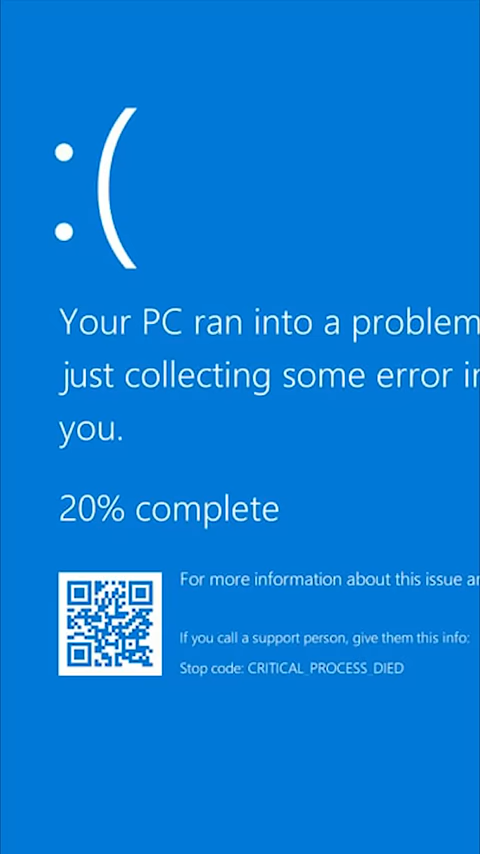 :(
Your PC ran into a problem
just collecting some error
you.
20% complete
For more information about this issue
If you call a support person, give them this info:
Stop code: CRITICAL_PROCESS_DIED